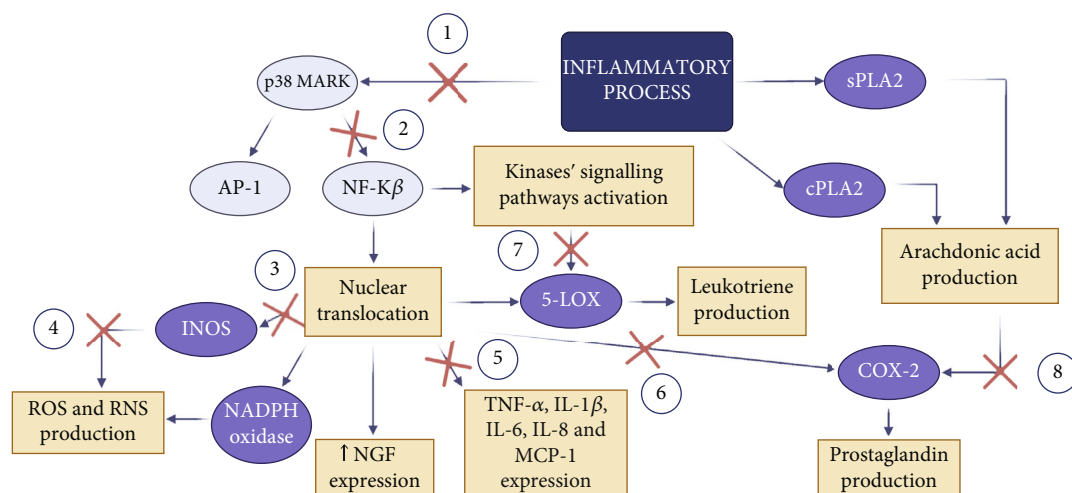 1
p38 MARK
INFLAMMATORY
PROCESS
sPLA2
2
AP-1
NF-Kβ
Kinases′ signalling
pathways activation
cPLA2
7
Arachdonic acid
production
3
Nuclear
translocation
5-LOX
Leukotriene
production
4
INOS
5
6
COX-2
8
ROS and RNS
production
NADPH
oxidase
↑NGF
expression
TNF-α, IL-1β,
IL-6, IL-8 and
MCP-1
expression
Prostaglandin
production